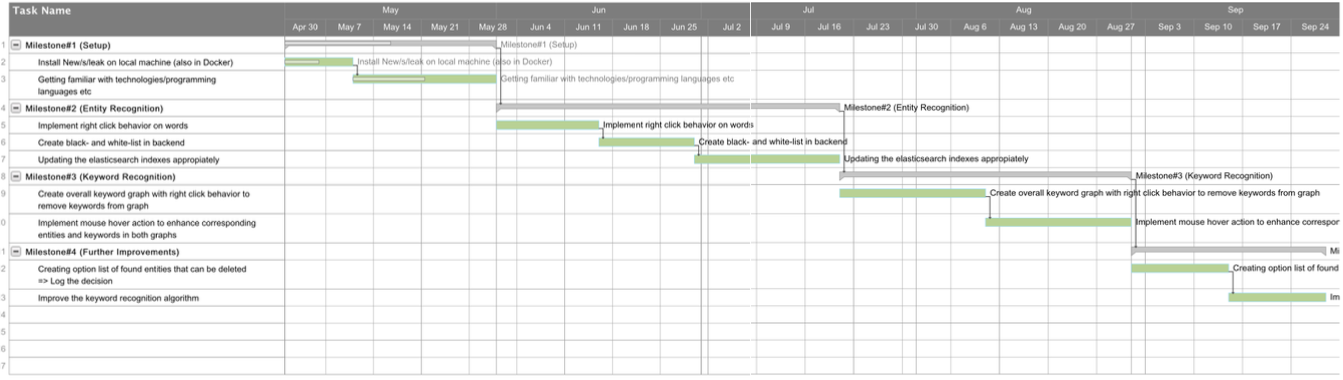 Task Name
May Jun Jul Aug Sep
Apr 30 May 7 May 14 May 21 May 28 Jun 4 Jun 11 Jun 18 Jun 25 Jul 2 Jul 9 Jul 16 Jul 23 Jul 30 Aug 6 Aug 13 Aug 20 Aug 27 Sep 3 Sep 10 Sep 17 Sep 24
1 Milestone#1 (Setup) Milestone#1 (Setup)
2 Install New/s/leak on local machine (also in Docker) Install New/s/leak on local machine (also in Docker)
3 Getting familiar with technologies/programming Getting familiar with technologies/programming languages etc
languages etc
4 Milestone#2 (Entity Recognition) Milestone#2 (Entity Recognition)
5 Implement right click behavior on words Implement right click behavior on words
6 Create black- and white-list in backend Create black- and white-list in backend
7 Updating the elasticsearch indexes appropiately Updating the elasticsearch indexes appropiately
8 Milestone#3 (Keyword Recognition) Milestone#3 (Keyword Recognition)
9 Create overall keyword graph with right click behavior to Create overall keyword graph with right click behavior to remove keywords from graph
remove keywords from graph
0 Implement mouse hover action to enhance corresponding Implement mouse hover action to enhance correspor
entities and keywords in both graphs
1 Milestone#4 (Further Improvements) Mi
2 Creating option list of found entities that can be deleted Creating option list of found
=> Log the decision
3 Improve the keyword recognition algorithm Im
4
5
6
7